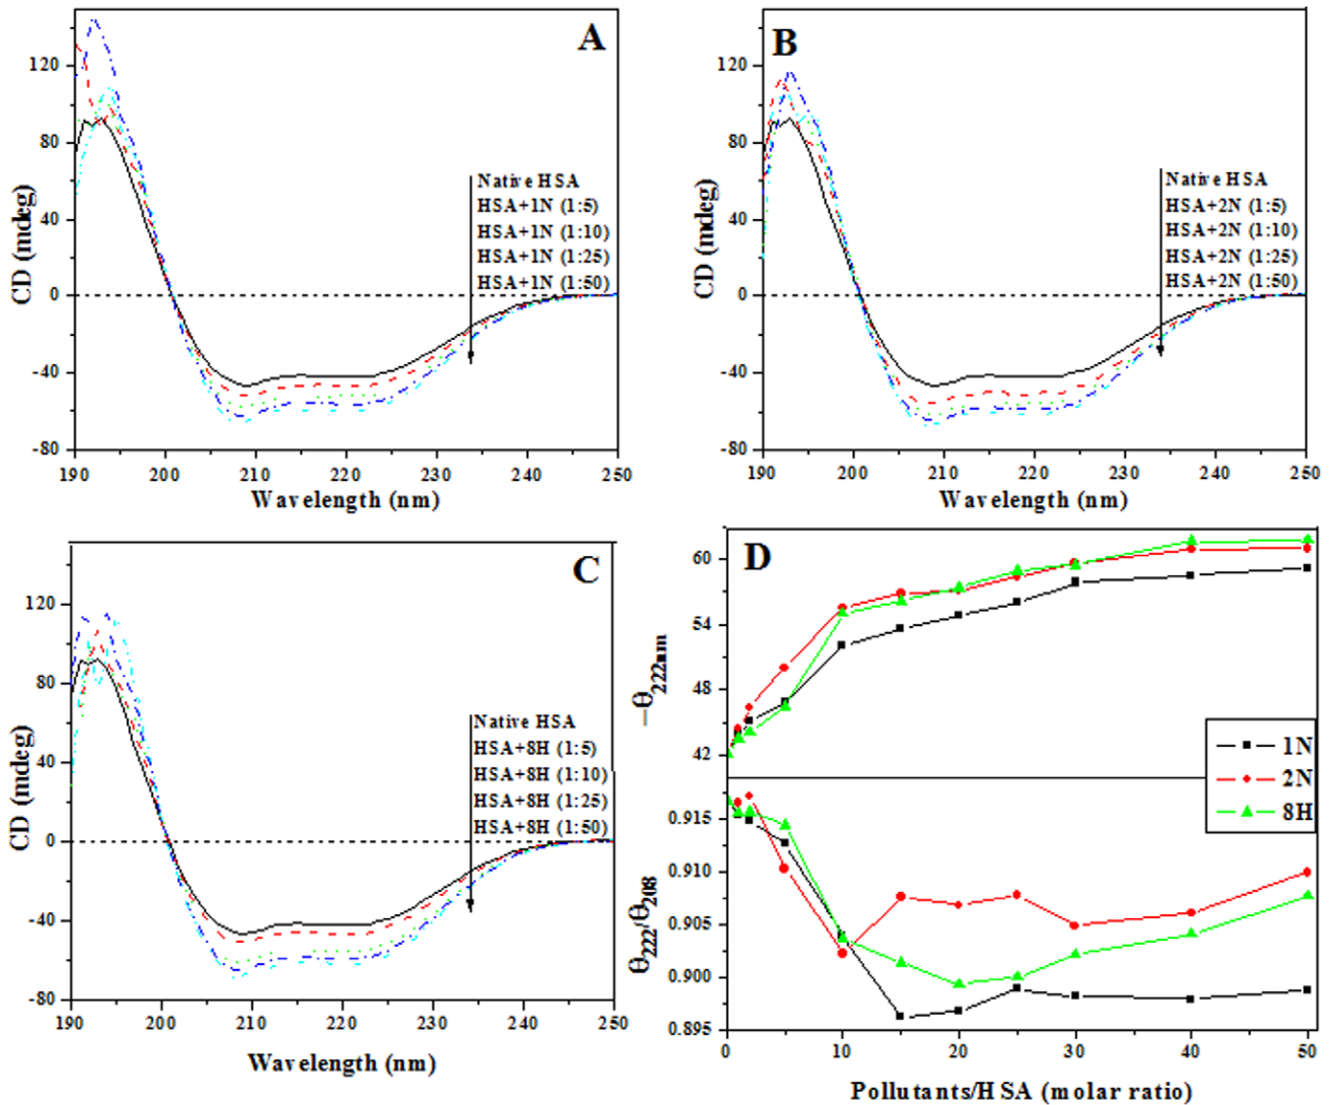 A
120
80
40
0
-40
-80
CD (mdeg)
Native HSA
HSA+1N (1:5)
HSA+1N (1:10)
HSA+1N (1:25)
HSA+1N (1:50)
190 200 210 220 230 240 250
Wavelength (nm)
B
120
80
40
0
-40
-80
CD (mdeg)
Native HSA
HSA+2N (1:5)
HSA+2N (1:10)
HSA+2N (1:25)
HSA+2N (1:50)
190 200 210 220 230 240 250
Wavelength (nm)
C
120
80
40
0
-40
-80
CD (mdeg)
Native HSA
HSA+8H (1:5)
HSA+8H (1:10)
HSA+8H (1:25)
HSA+8H (1:50)
190 200 210 220 230 240 250
Wavelength (nm)
D
60
54
48
42
−θ222nm
1N
2N
8H
0.915
0.910
0.905
0.900
0.895
θ222/θ208
0 10 20 30 40 50
Pollutants/HSA (molar ratio)